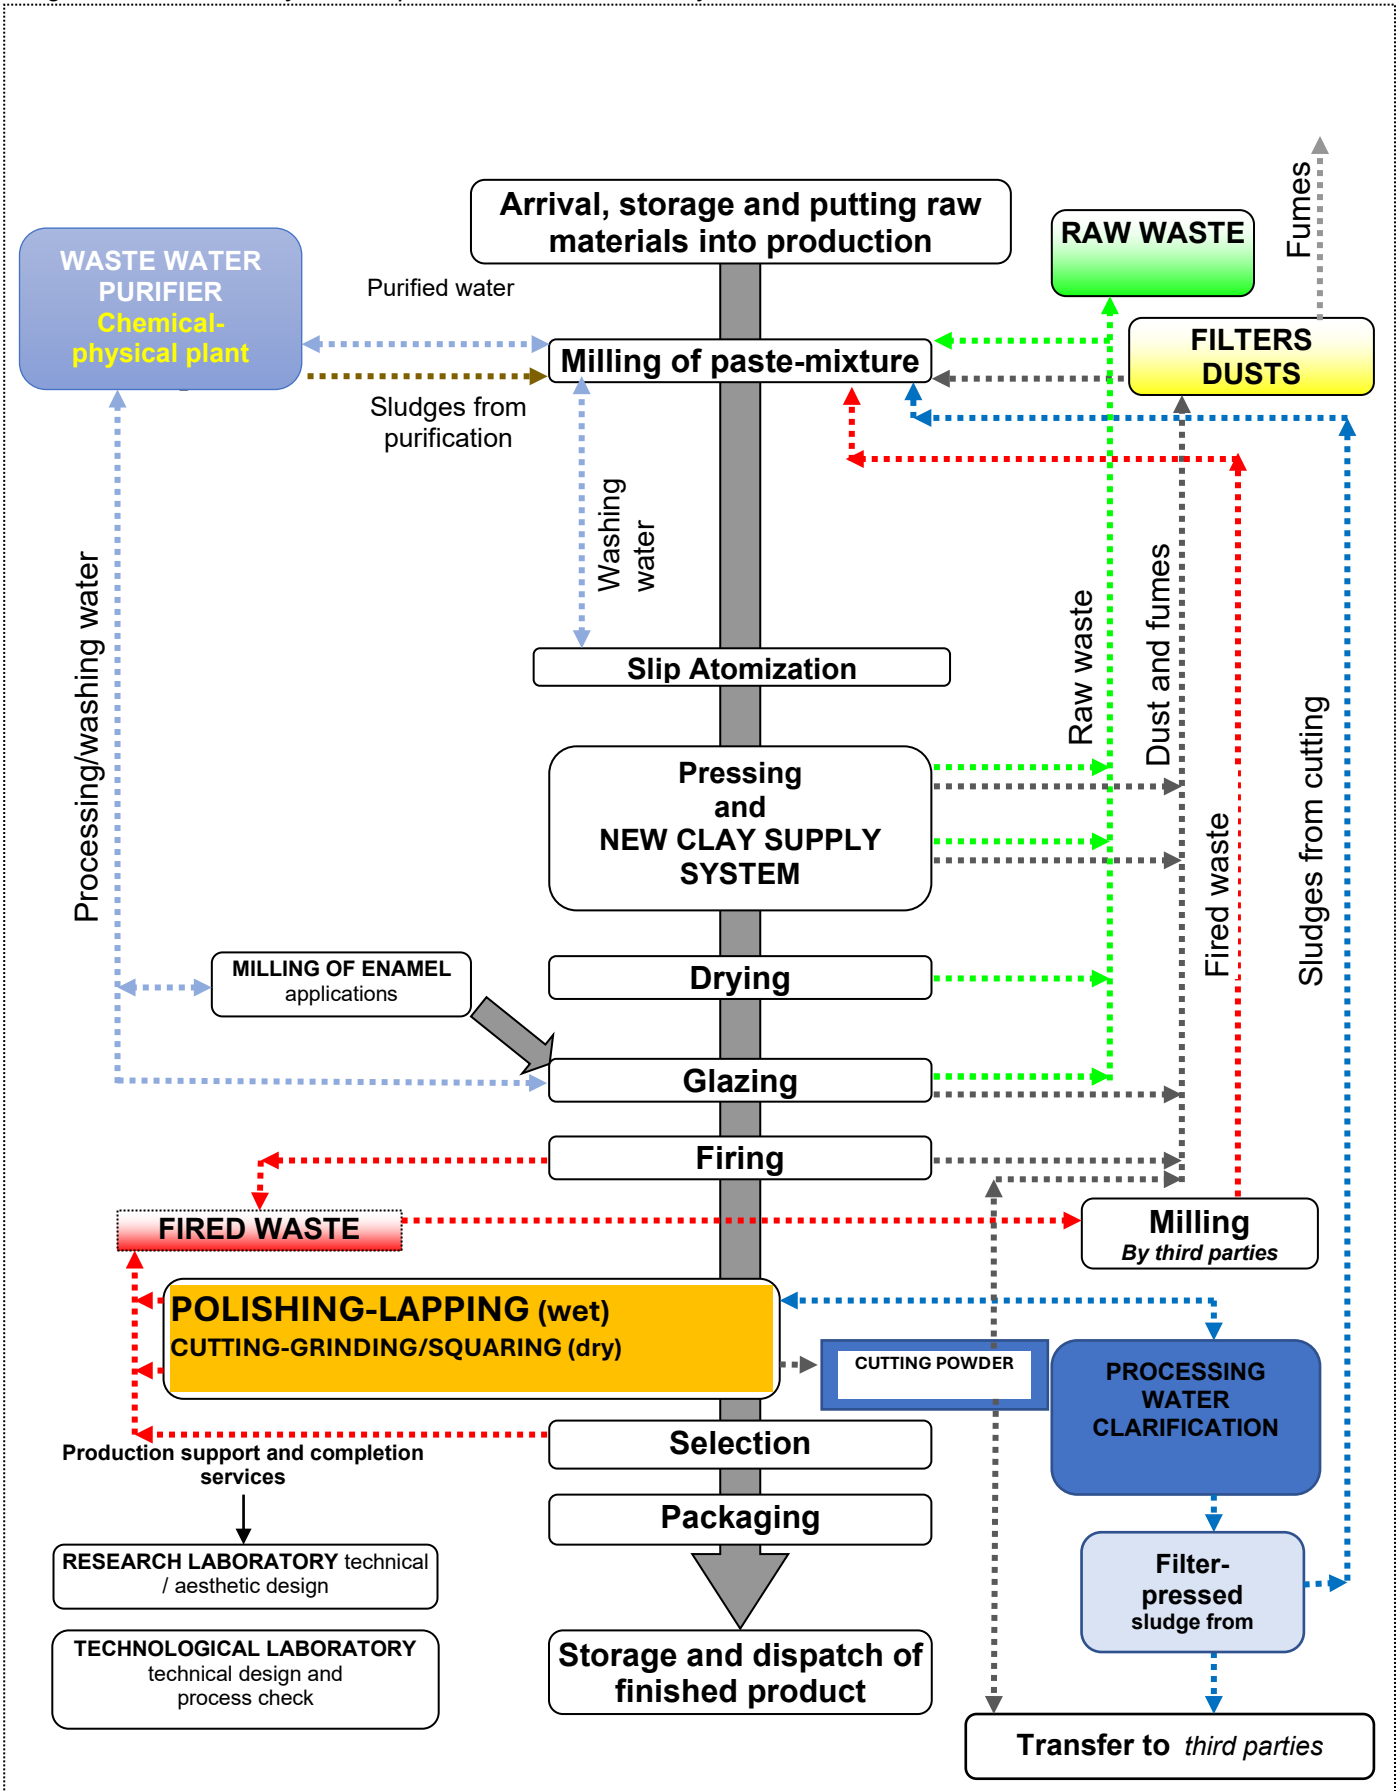 Arrival, storage and putting raw
materials into production
RAW WASTE
Fumes
WASTE WATER
PURIFIER
Chemical-
physical plant
Purified water
Milling of paste-mixture
FILTERS
DUSTS
Sludges from
purification
Washing
water
Processing/washing water
Slip Atomization
Raw waste
Dust and fumes
Fired waste
Sludges from cutting
Pressing
and
NEW CLAY SUPPLY
SYSTEM
MILLING OF ENAMEL
applications
Drying
Glazing
Firing
FIRED WASTE
Milling
By third parties
POLISHING-LAPPING (wet)
CUTTING-GRINDING/SQUARING (dry)
CUTTING POWDER
PROCESSING
WATER
CLARIFICATION
Selection
Production support and completion
services
Packaging
RESEARCH LABORATORY technical
/ aesthetic design
Filter-
pressed
sludge from
TECHNOLOGICAL LABORATORY
technical design and
process check
Storage and dispatch of
finished product
Transfer to third parties